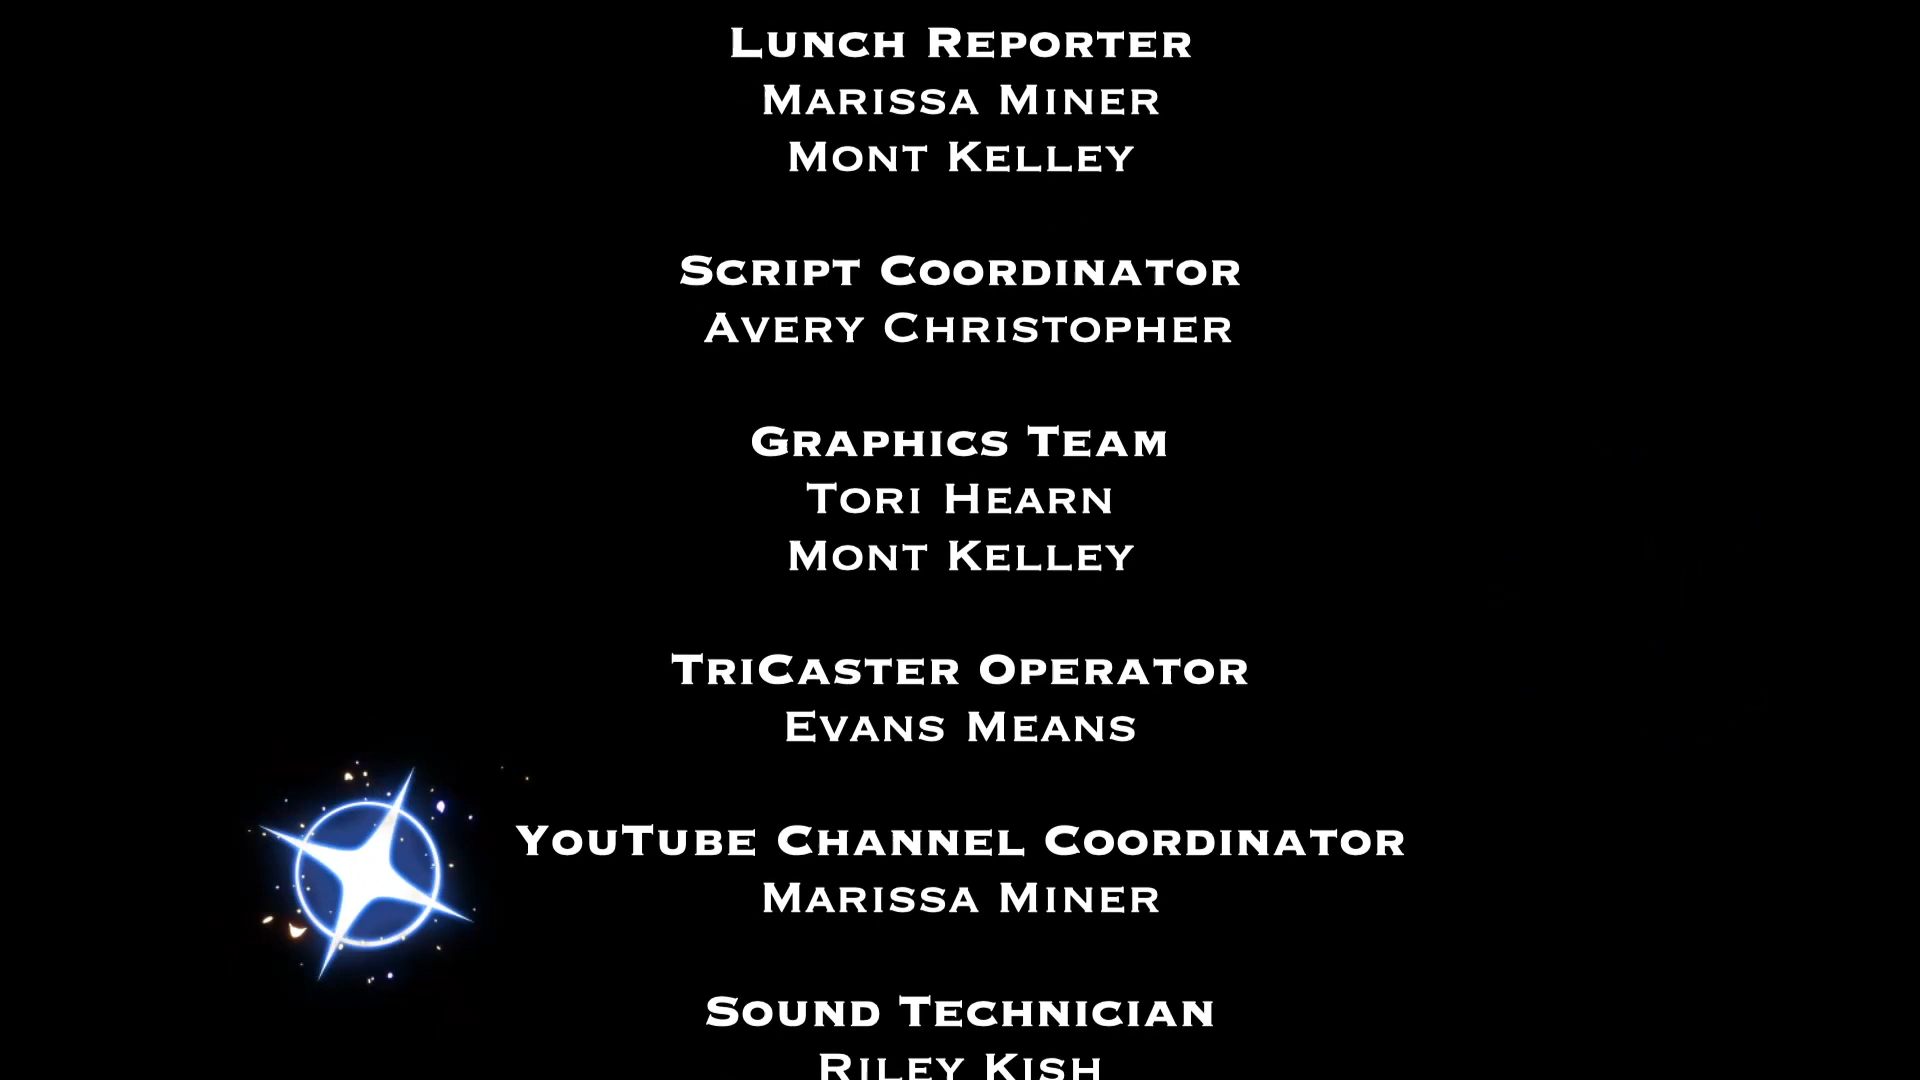 Lunch Reporter
Marissa Miner
Mont Kelley
Script Coordinator
Avery Christopher
Graphics Team
Tori Hearn
Mont Kelley
TriCaster Operator
Evans Means
YouTube Channel Coordinator
Marissa Miner
Sound Technician
Riley Kish